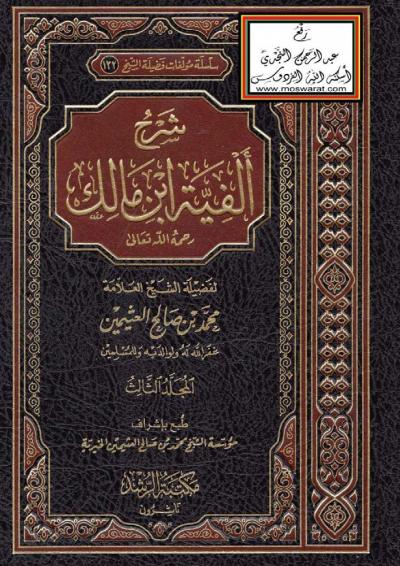 رفع
عبد الرحمن النجدي
أسكنه الله الفردوس
www.moswarat.com
سلسلة مؤلفات فضيلة الشيخ (١٢٢)
شرح
ألفية ابن مالك
رحمه الله تعالى
لفضيلة الشيخ العلامة
محمد بن صالح العثيمين
غفر الله له ولوالديه وللمسلمين
المجلد الثالث
طبع بإشراف
مؤسسة الشيخ محمد بن صالح العثيمين الخيرية
مكتبة الرشد
ناشرون